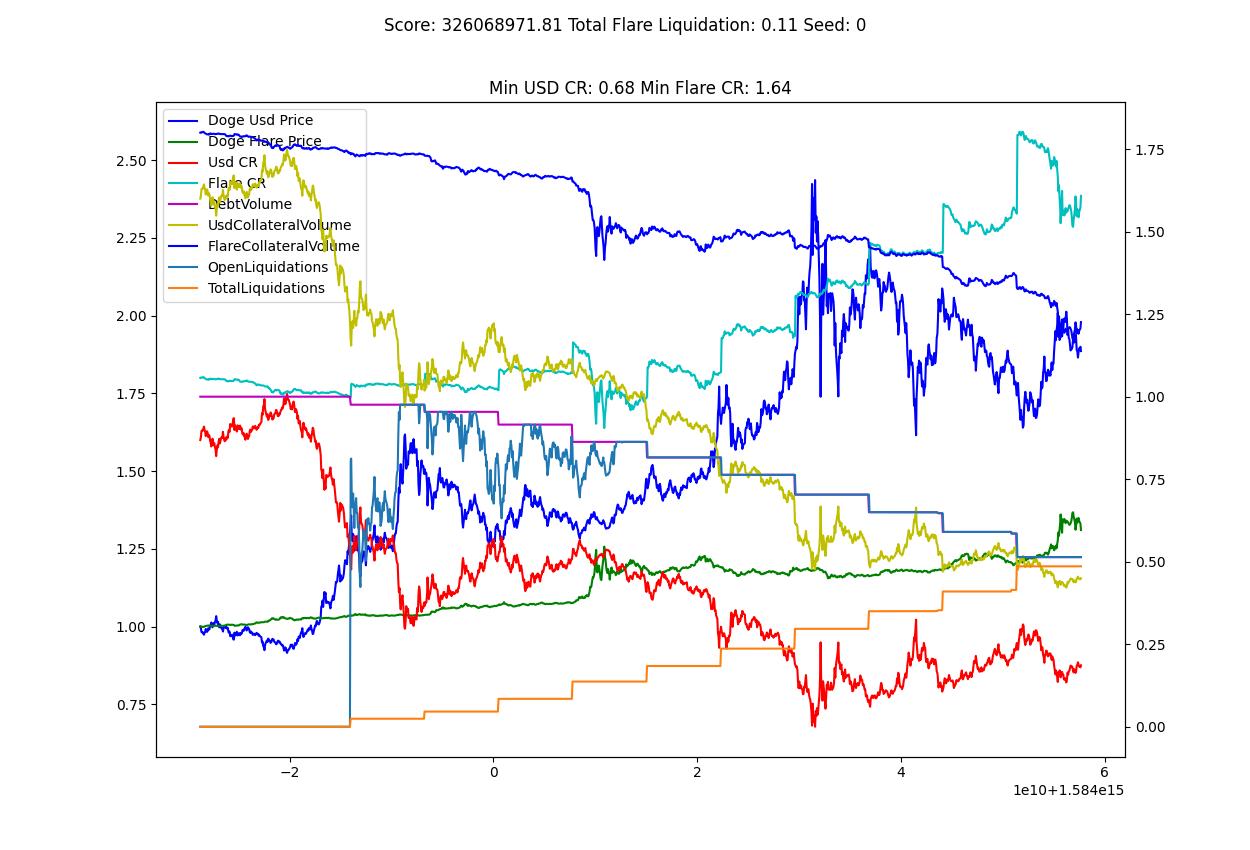 Score: 326068971.81 Total Flare Liquidation: 0.11 Seed: 0
Min USD CR: 0.68 Min Flare CR: 1.64
Doge Usd Price
Doge Flare Price
Usd CR
Flare CR
DebtVolume
UsdCollateralVolume
FlareCollateralVolume
OpenLiquidations
TotalLiquidations
2.50
2.25
2.00
1.75
1.50
1.25
1.00
0.75
1.75
1.50
1.25
1.00
0.75
0.50
0.25
0.00
−2 0 2 4 6
1e10+1.584e15